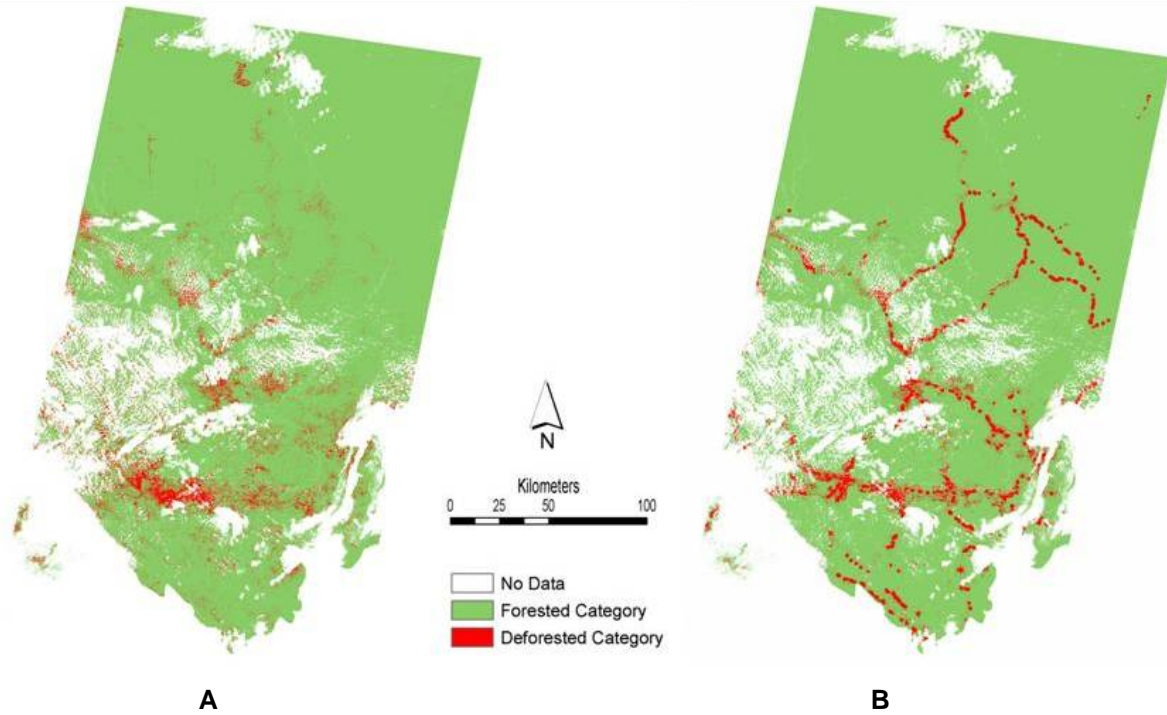 N
Kilometers
0 25 50 100
No Data
Forested Category
Deforested Category
A B